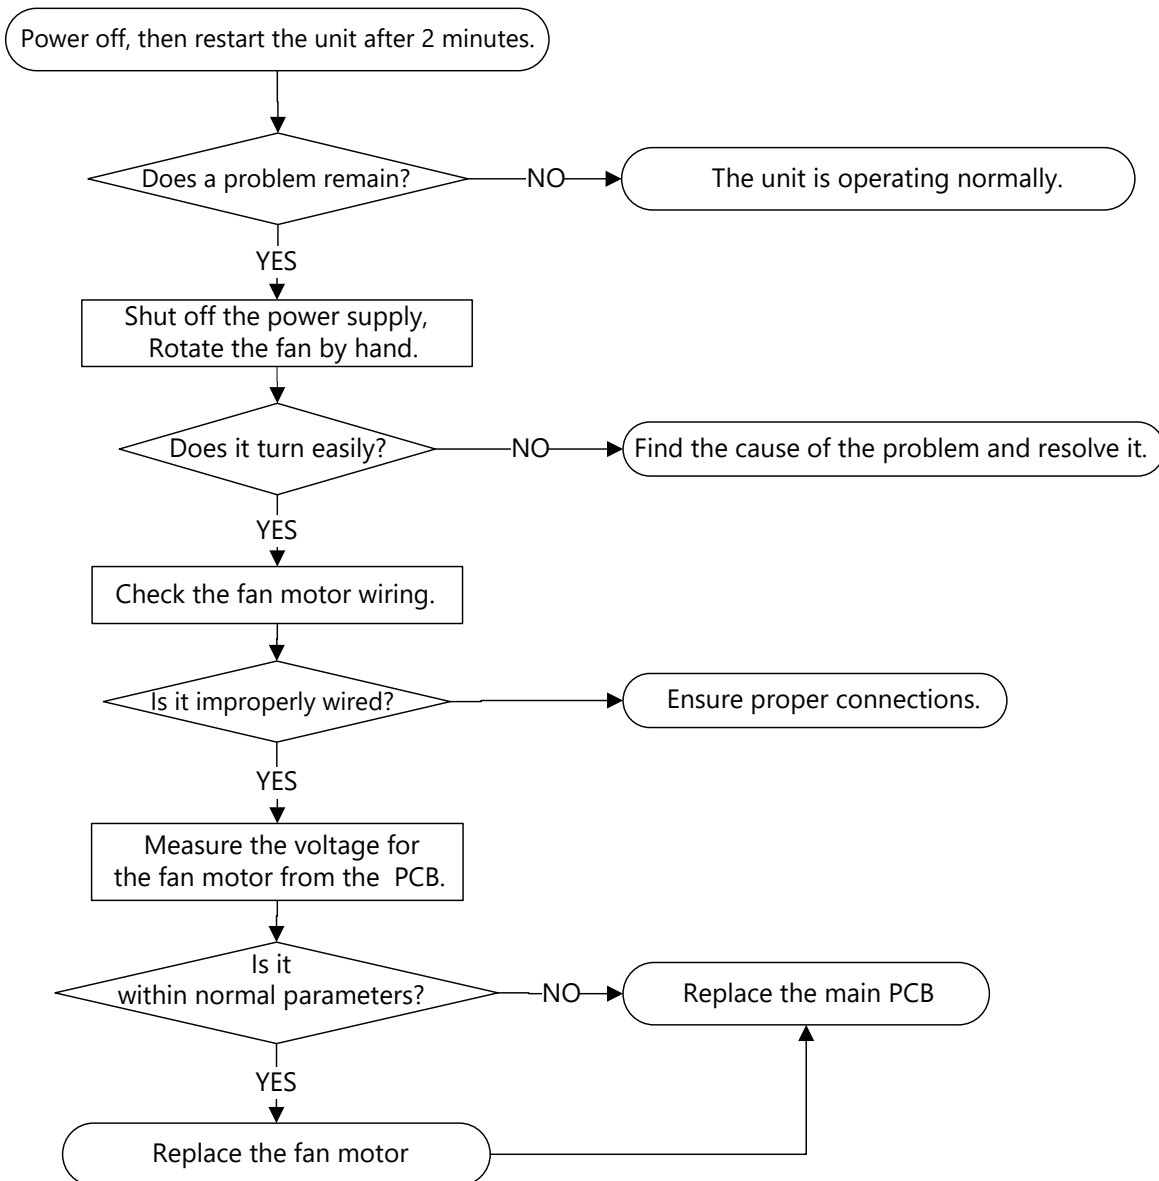 Power off, then restart the unit after 2 minutes.
Does a problem remain?
NO
The unit is operating normally.
YES
Shut off the power supply,
Rotate the fan by hand.
Does it turn easily?
NO
Find the cause of the problem and resolve it.
YES
Check the fan motor wiring.
Is it improperly wired?
Ensure proper connections.
YES
Measure the voltage for
the fan motor from the PCB.
Is it
within normal parameters?
NO
Replace the main PCB
YES
Replace the fan motor